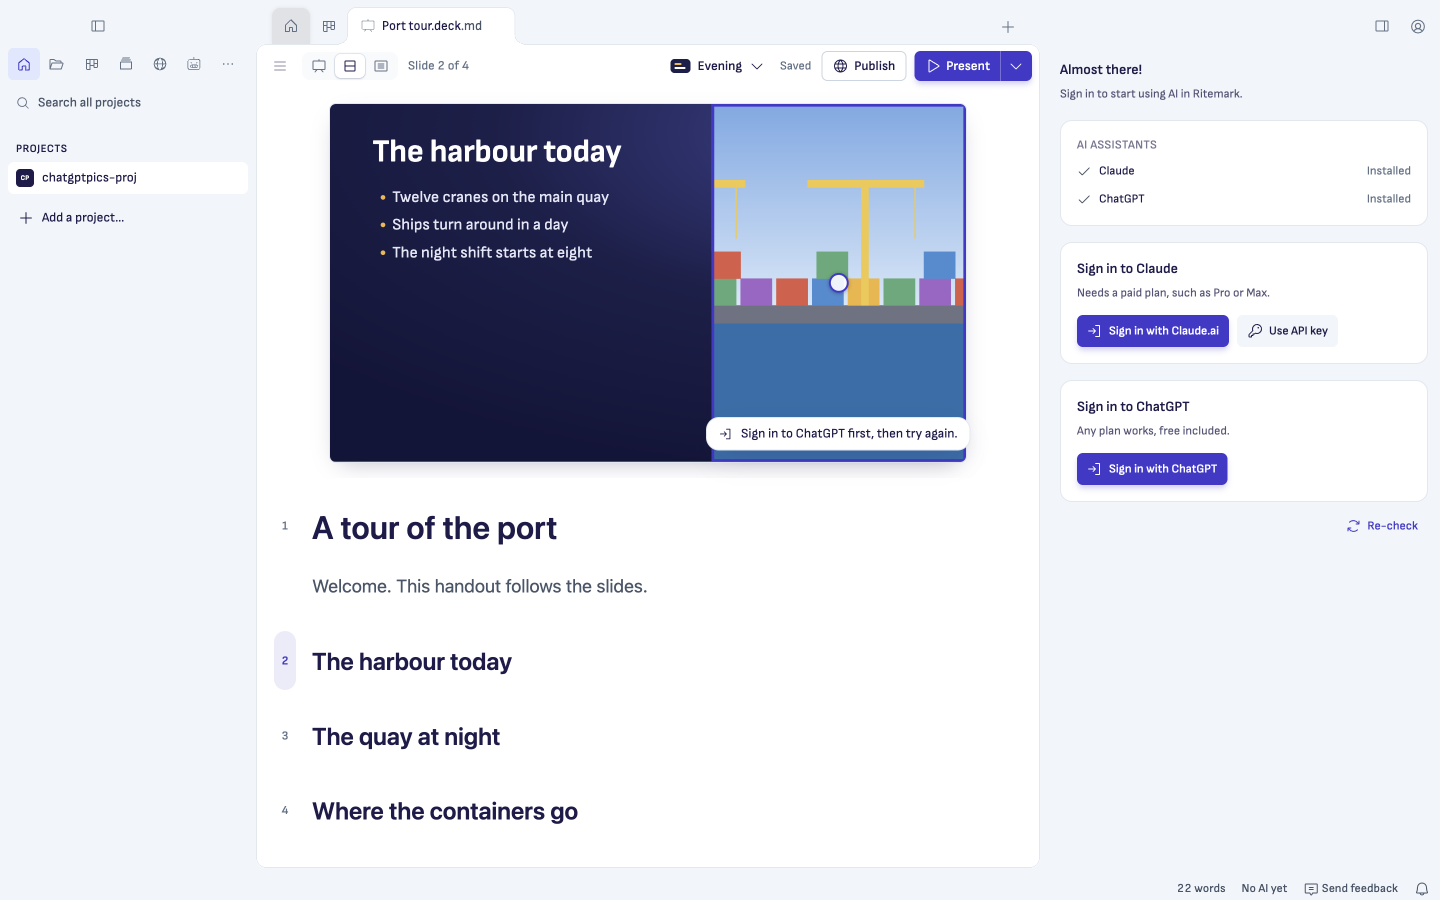 Port tour.deck.md
Search all projects
PROJECTS
CP chatgptpics-proj
Add a project...
Slide 2 of 4
Evening
Saved
Publish
Present
The harbour today
• Twelve cranes on the main quay
• Ships turn around in a day
• The night shift starts at eight
Sign in to ChatGPT first, then try again.
1 A tour of the port
Welcome. This handout follows the slides.
2 The harbour today
3 The quay at night
4 Where the containers go
Almost there!
Sign in to start using AI in Ritemark.
AI ASSISTANTS
Claude Installed
ChatGPT Installed
Sign in to Claude
Needs a paid plan, such as Pro or Max.
Sign in with Claude.ai
Use API key
Sign in to ChatGPT
Any plan works, free included.
Sign in with ChatGPT
Re-check
22 words
No AI yet
Send feedback